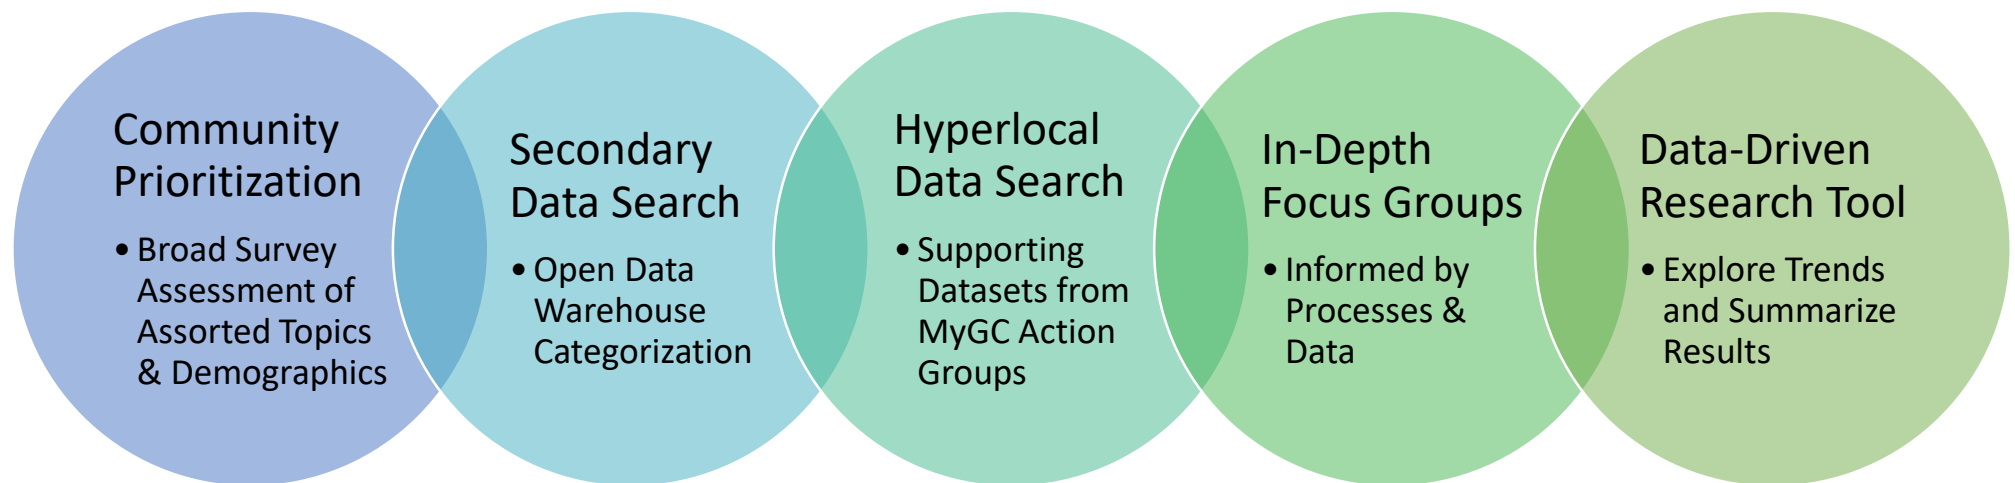 Community
Prioritization
• Broad Survey
Assessment of
Assorted Topics
& Demographics
Secondary
Data Search
• Open Data
Warehouse
Categorization
Hyperlocal
Data Search
• Supporting
Datasets from
MyGC Action
Groups
In-Depth
Focus Groups
• Informed by
Processes &
Data
Data-Driven
Research Tool
• Explore Trends
and Summarize
Results